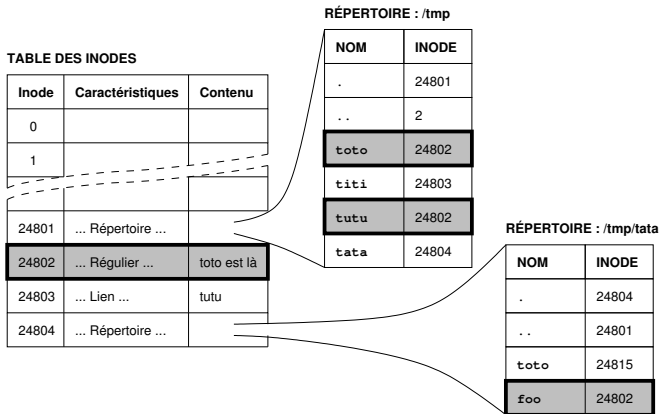 RÉPERTOIRE : /tmp
NOM INODE
. 24801
.. 2
toto 24802
titi 24803
tutu 24802
tata 24804
TABLE DES INODES
Inode Caractéristiques Contenu
0
1
24801 ... Répertoire ...
24802 ... Régulier ... toto est là
24803 ... Lien ... tutu
24804 ... Répertoire ...
RÉPERTOIRE : /tmp/tata
NOM INODE
. 24804
.. 24801
toto 24815
foo 24802